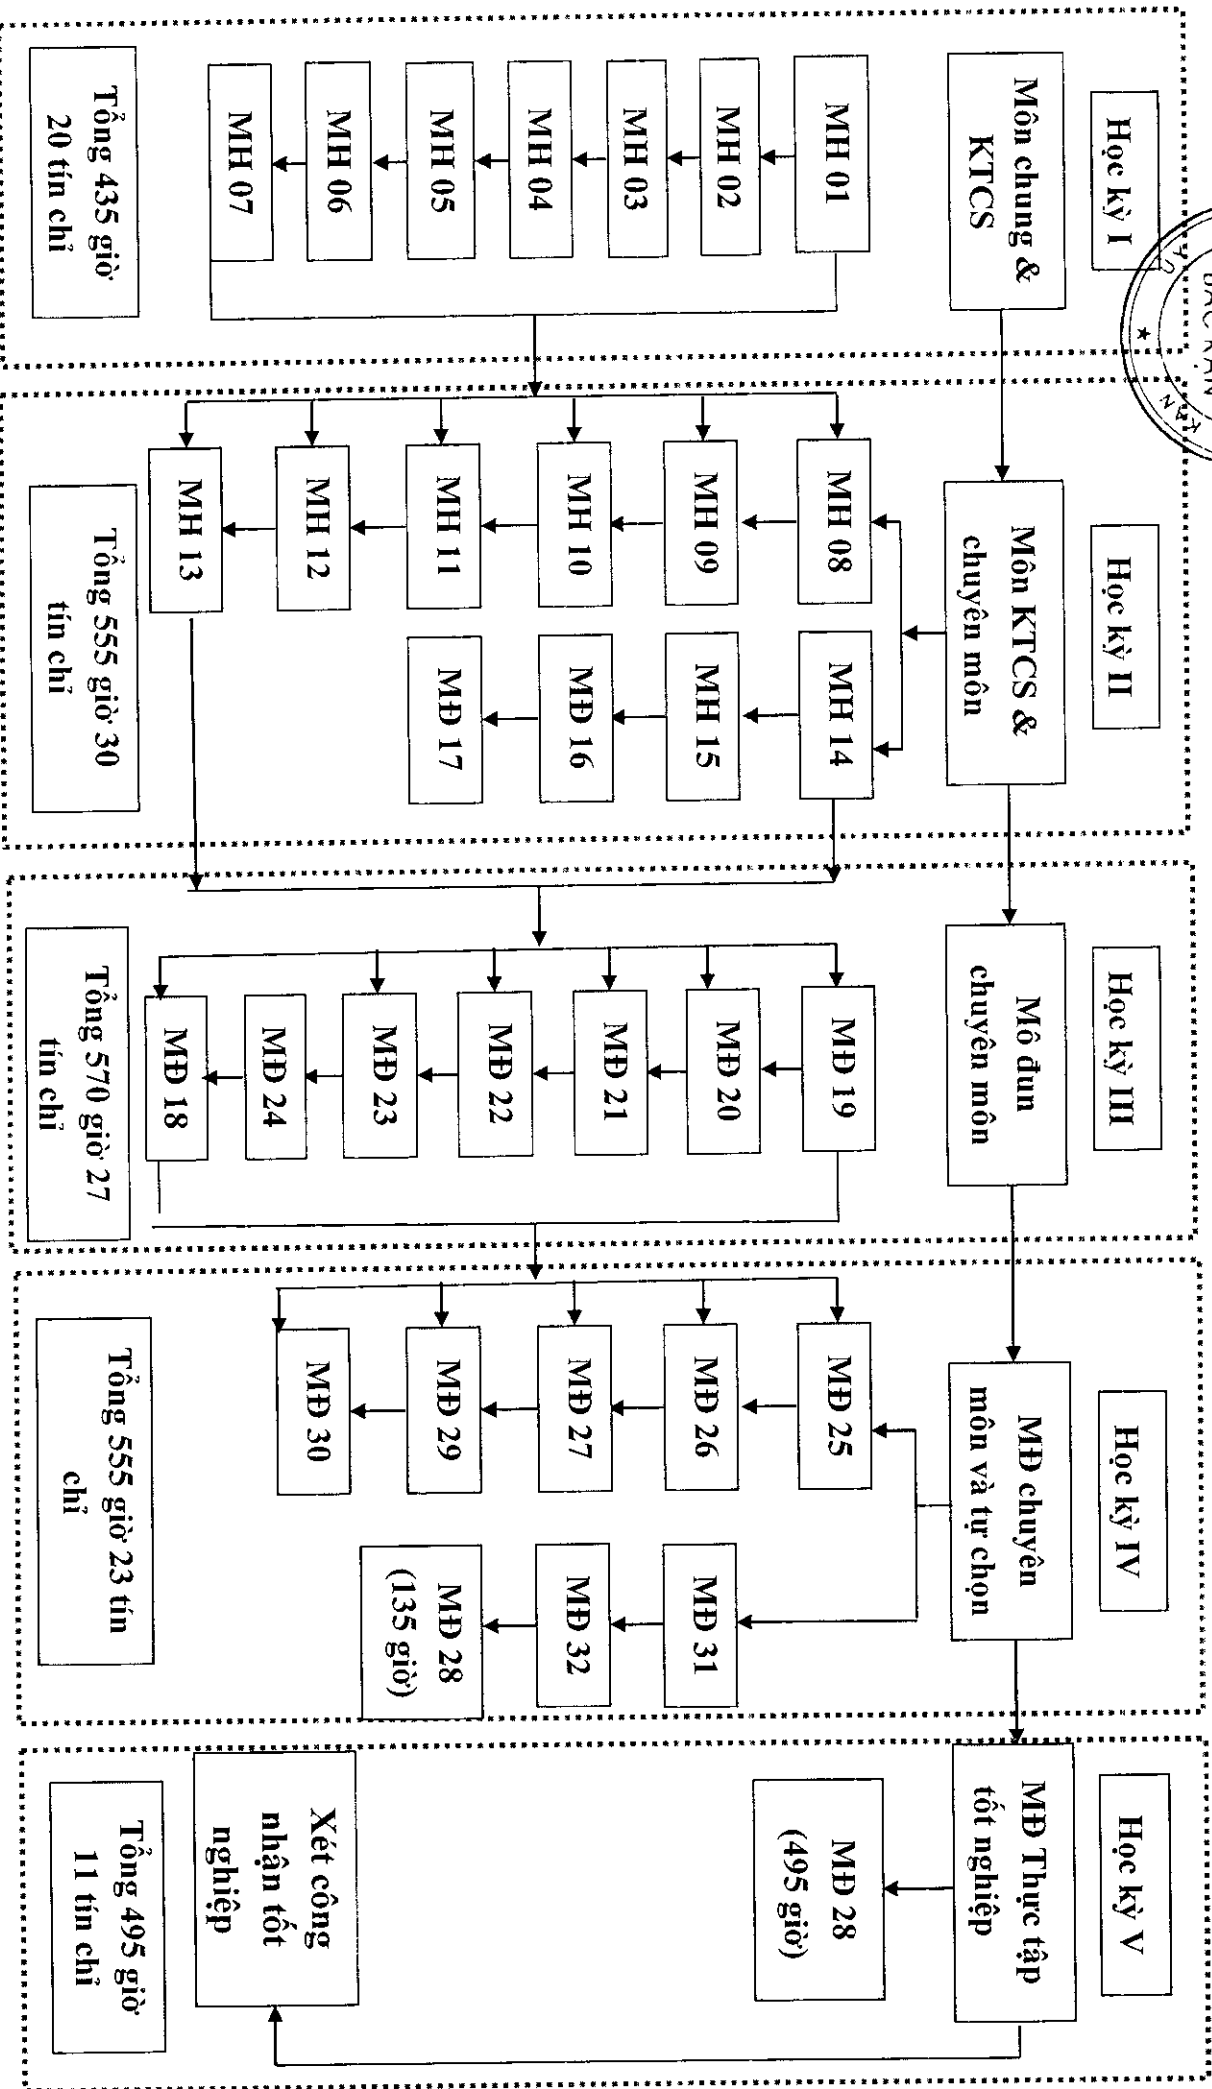 Học kỳ I
Môn chung &
KTCS
MH 01
MH 02
MH 03
MH 04
MH 05
MH 06
MH 07
Tổng 435 giờ
20 tín chỉ
Học kỳ II
Môn KTCS &
chuyên môn
MH 08
MH 09
MH 10
MH 11
MH 12
MH 13
MH 14
MH 15
MĐ 16
MĐ 17
Tổng 555 giờ 30
tín chỉ
Học kỳ III
Mô đun
chuyên môn
MĐ 19
MĐ 20
MĐ 21
MĐ 22
MĐ 23
MĐ 24
MĐ 18
Tổng 570 giờ 27
tín chỉ
Học kỳ IV
MĐ chuyên
môn và tự chọn
MĐ 25
MĐ 26
MĐ 27
MĐ 29
MĐ 30
MĐ 31
MĐ 32
MĐ 28
(135 giờ)
Tổng 555 giờ 23 tín
chỉ
Học kỳ V
MĐ Thực tập
tốt nghiệp
MĐ 28
(495 giờ)
Xét công
nhận tốt
nghiệp
Tổng 495 giờ
11 tín chỉ
KẠN